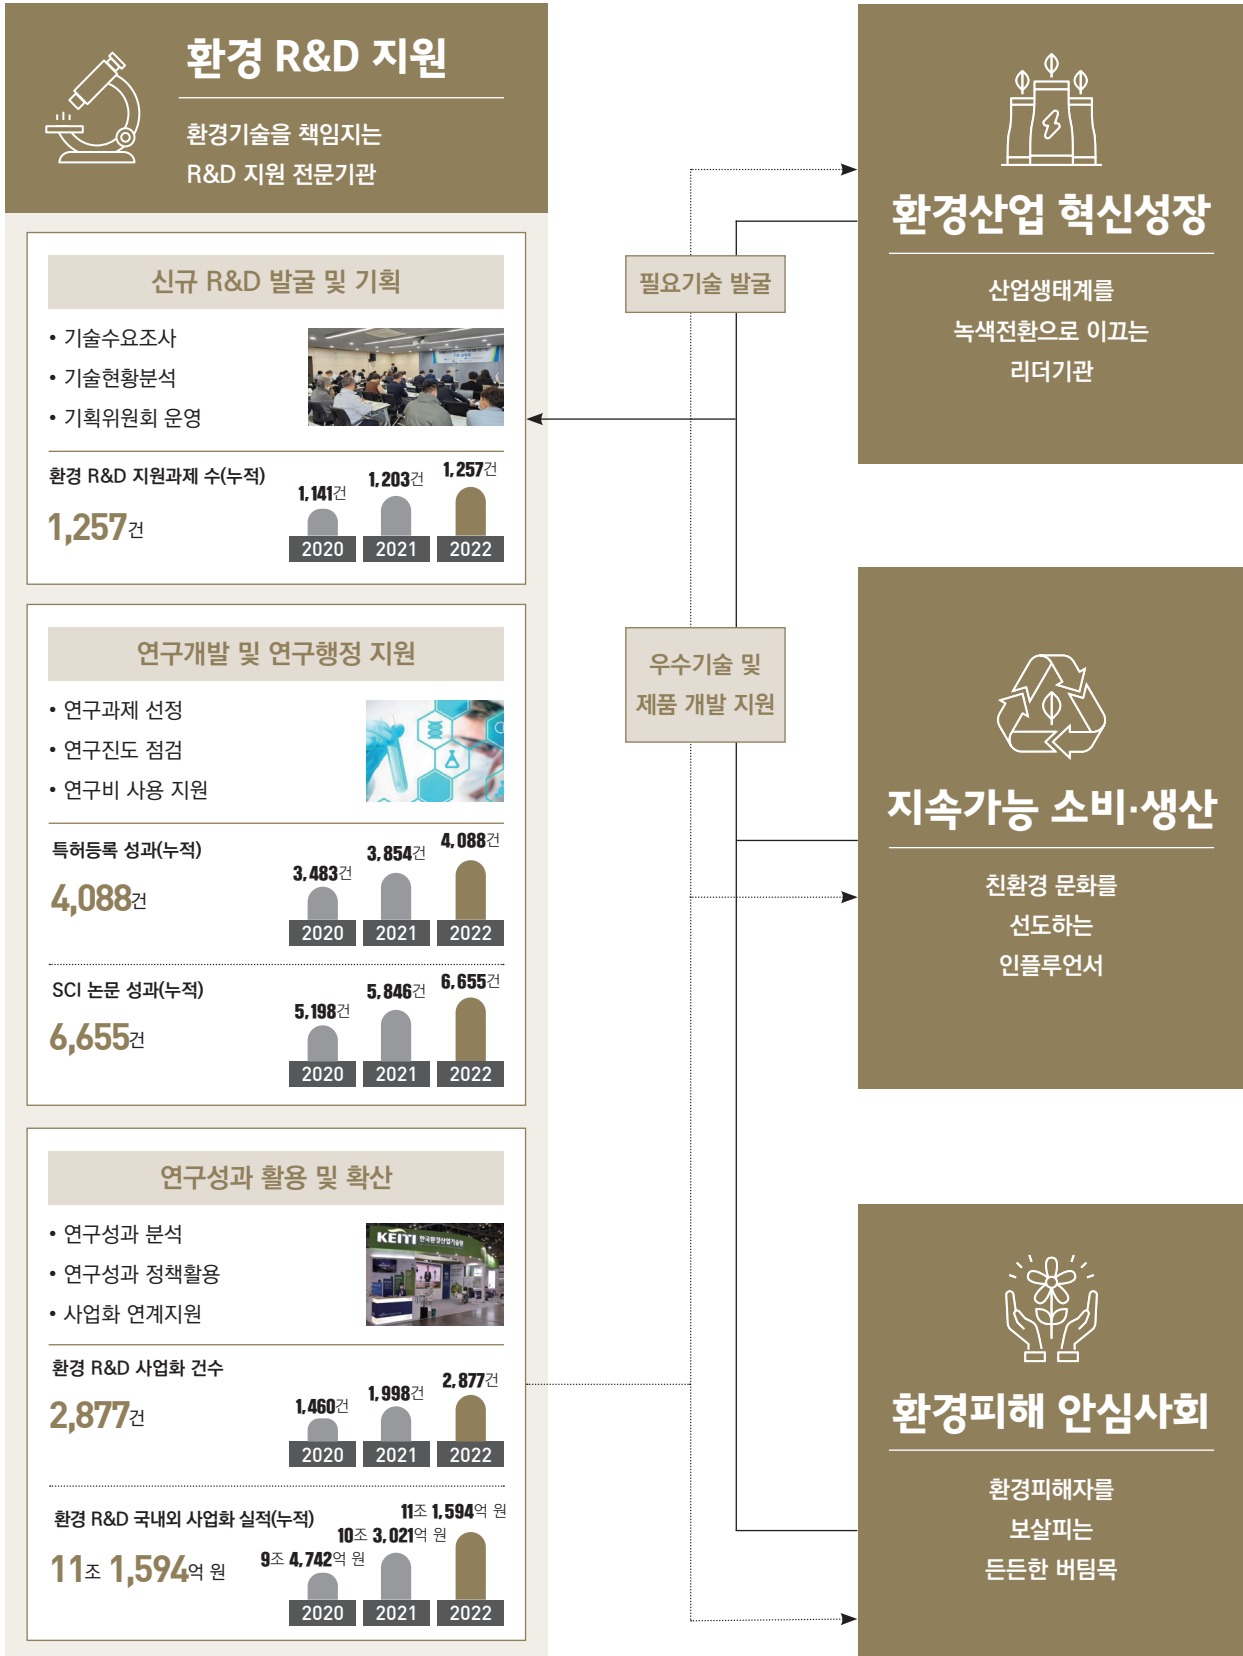 환경 R&D 지원
환경기술을 책임지는
R&D 지원 전문기관
신규 R&D 발굴 및 기획
• 기술수요조사
• 기술현황분석
• 기획위원회 운영
환경 R&D 지원과제 수(누적)
1,257건
1,141건
1,203건
1,257건
2020
2021
2022
연구개발 및 연구행정 지원
• 연구과제 선정
• 연구진도 점검
• 연구비 사용 지원
특허등록 성과(누적)
4,088건
3,483건
3,854건
4,088건
2020
2021
2022
SCI 논문 성과(누적)
6,655건
5,198건
5,846건
6,655건
2020
2021
2022
연구성과 활용 및 확산
• 연구성과 분석
• 연구성과 정책활용
• 사업화 연계지원
KEITI 한국환경산업기술원
환경 R&D 사업화 건수
2,877건
1,460건
1,998건
2,877건
2020
2021
2022
환경 R&D 국내외 사업화 실적(누적)
11조 1,594억 원
9조 4,742억 원
10조 3,021억 원
11조 1,594억 원
2020
2021
2022
필요기술 발굴
우수기술 및
제품 개발 지원
환경산업 혁신성장
산업생태계를
녹색전환으로 이끄는
리더기관
지속가능 소비·생산
친환경 문화를
선도하는
인플루언서
환경피해 안심사회
환경피해자를
보살피는
든든한 버팀목